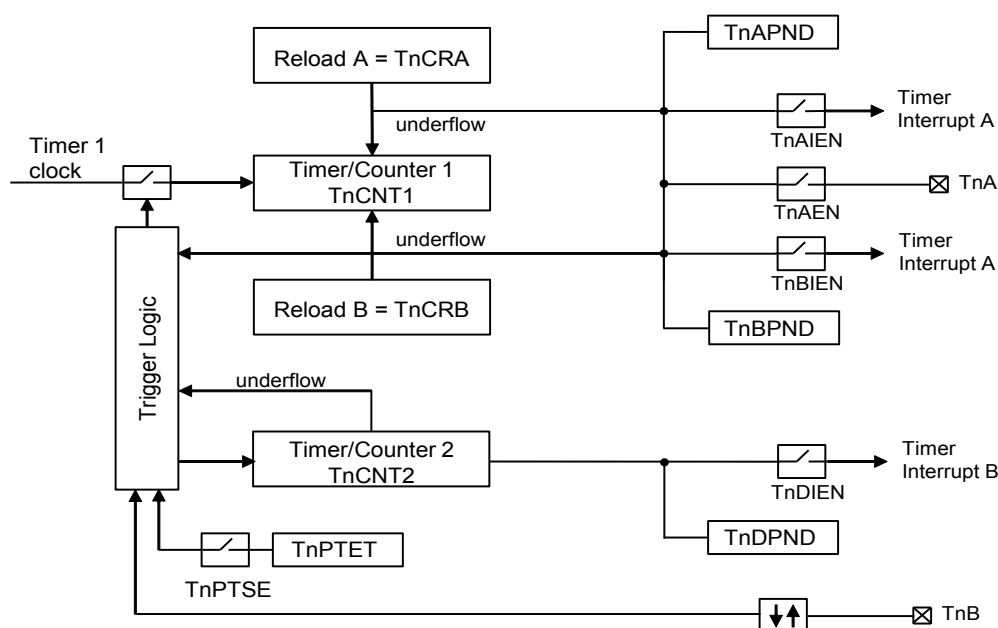 TnAPND
Reload A = TnCRA
underflow
TnAIEN
Timer
Interrupt A
Timer 1
clock
Timer/Counter 1
TnCNT1
TnAEN
TnA
underflow
TnBIEN
Timer
Interrupt A
Reload B = TnCRB
TnBPND
Trigger Logic
underflow
Timer/Counter 2
TnCNT2
TnDIEN
Timer
Interrupt B
TnPTET
TnPTSE
TnDPND
TnB